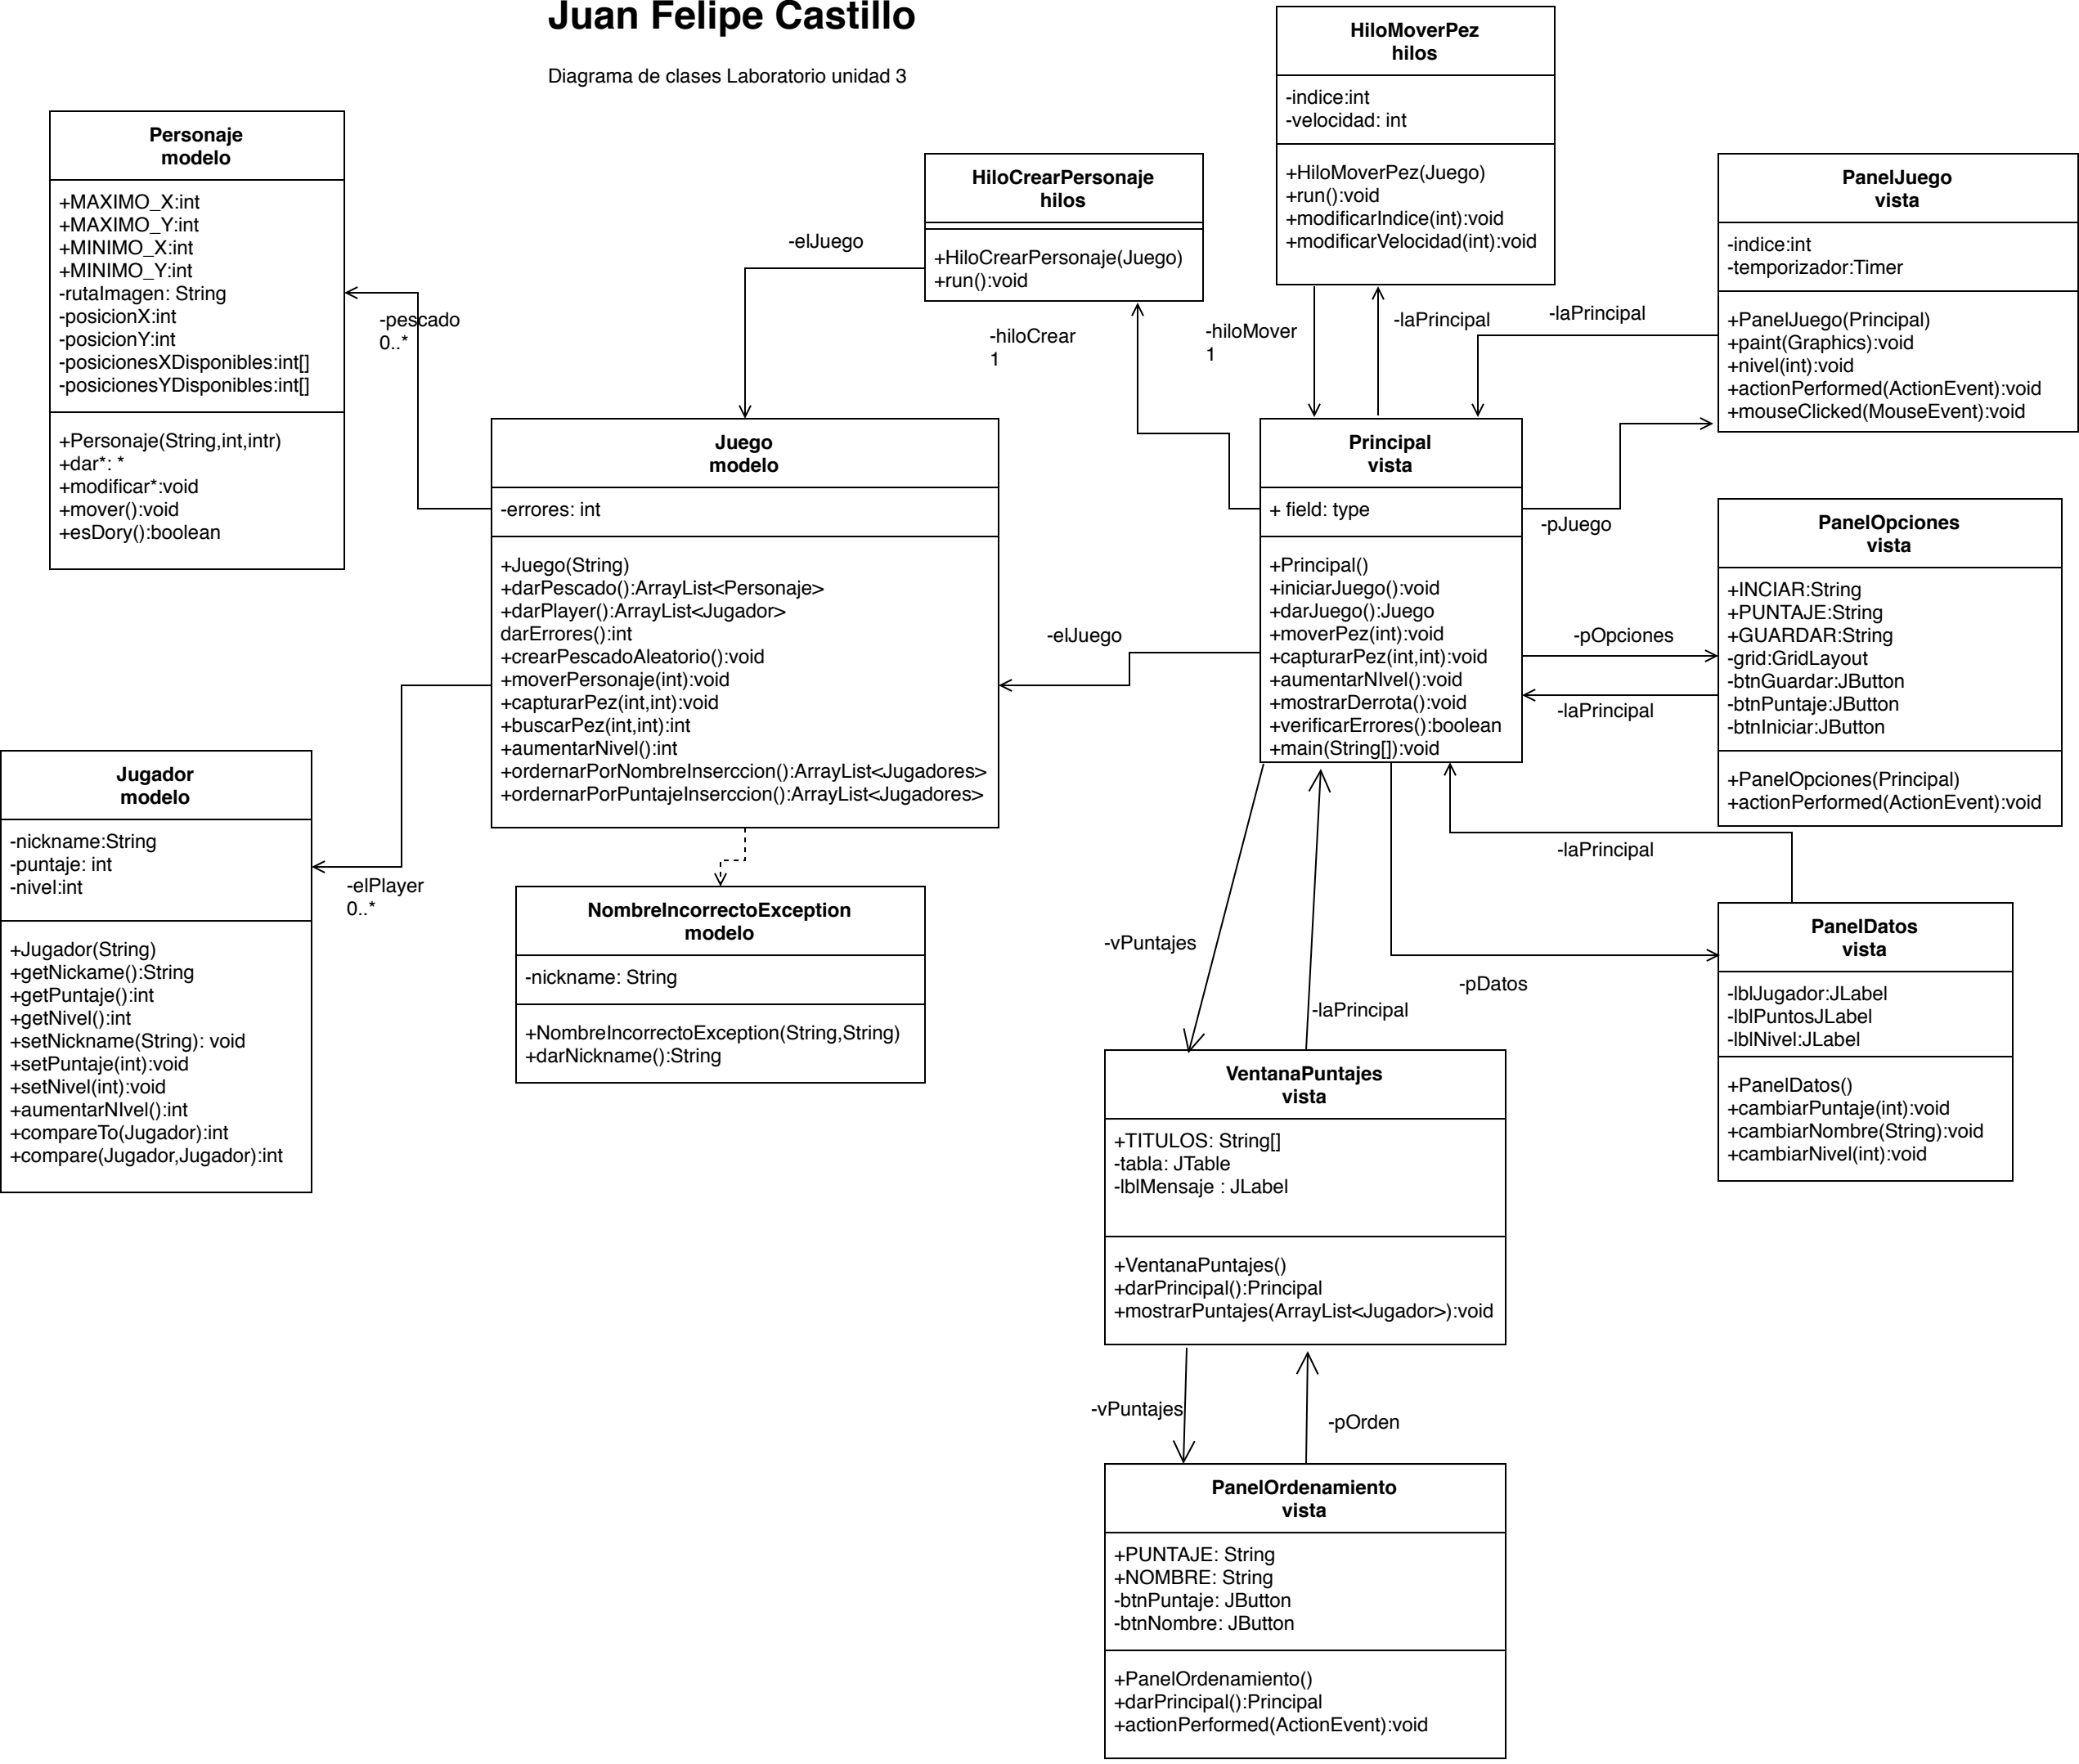 Juan Felipe Castillo
Diagrama de clases Laboratorio unidad 3
HiloMoverPez
hilos
-indice:int
-velocidad: int
+HiloMoverPez(Juego)
+run():void
+modificarIndice(int):void
+modificarVelocidad(int):void
Personaje
modelo
+MAXIMO_X:int
+MAXIMO_Y:int
+MINIMO_X:int
+MINIMO_Y:int
-rutaImagen: String
-posicionX:int
-posicionY:int
-posicionesXDisponibles:int[]
-posicionesYDisponibles:int[]
+Personaje(String,int,intr)
+dar*: *
+modificar*:void
+mover():void
+esDory():boolean
-pescado
0..*
HiloCrearPersonaje
hilos
+HiloCrearPersonaje(Juego)
+run():void
-elJuego
-hiloCrear
1
-hiloMover
1
-laPrincipal
-laPrincipal
PanelJuego
vista
-indice:int
-temporizador:Timer
+PanelJuego(Principal)
+paint(Graphics):void
+nivel(int):void
+actionPerformed(ActionEvent):void
+mouseClicked(MouseEvent):void
Juego
modelo
-errores: int
+Juego(String)
+darPescado():ArrayList<Personaje>
+darPlayer():ArrayList<Jugador>
darErrores():int
+crearPescadoAleatorio():void
+moverPersonaje(int):void
+capturarPez(int,int):void
+buscarPez(int,int):int
+aumentarNivel():int
+ordernarPorNombreInserccion():ArrayList<Jugadores>
+ordernarPorPuntajeInserccion():ArrayList<Jugadores>
-elJuego
Principal
vista
+ field: type
+Principal()
+iniciarJuego():void
+darJuego():Juego
+moverPez(int):void
+capturarPez(int,int):void
+aumentarNIvel():void
+mostrarDerrota():void
+verificarErrores():boolean
+main(String[]):void
-pJuego
-pOpciones
-laPrincipal
PanelOpciones
vista
+INCIAR:String
+PUNTAJE:String
+GUARDAR:String
-grid:GridLayout
-btnGuardar:JButton
-btnPuntaje:JButton
-btnIniciar:JButton
+PanelOpciones(Principal)
+actionPerformed(ActionEvent):void
Jugador
modelo
-nickname:String
-puntaje: int
-nivel:int
+Jugador(String)
+getNickame():String
+getPuntaje():int
+getNivel():int
+setNickname(String): void
+setPuntaje(int):void
+setNivel(int):void
+aumentarNIvel():int
+compareTo(Jugador):int
+compare(Jugador,Jugador):int
-elPlayer
0..*
NombreIncorrectoException
modelo
-nickname: String
+NombreIncorrectoException(String,String)
+darNickname():String
-laPrincipal
-vPuntajes
-pDatos
-laPrincipal
PanelDatos
vista
-lblJugador:JLabel
-lblPuntosJLabel
-lblNivel:JLabel
+PanelDatos()
+cambiarPuntaje(int):void
+cambiarNombre(String):void
+cambiarNivel(int):void
VentanaPuntajes
vista
+TITULOS: String[]
-tabla: JTable
-lblMensaje : JLabel
+VentanaPuntajes()
+darPrincipal():Principal
+mostrarPuntajes(ArrayList<Jugador>):void
-vPuntajes
-pOrden
PanelOrdenamiento
vista
+PUNTAJE: String
+NOMBRE: String
-btnPuntaje: JButton
-btnNombre: JButton
+PanelOrdenamiento()
+darPrincipal():Principal
+actionPerformed(ActionEvent):void